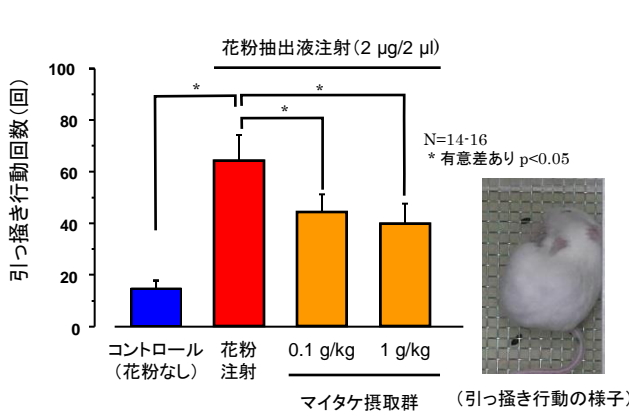 花粉抽出液注射(2 μg/2 μl)
引っ掻き行動回数(回)
100
80
60
40
20
0
*
*
*
N=14-16
* 有意差あり p<0.05
コントロール
(花粉なし)
花粉
注射
0.1 g/kg
1 g/kg
マイタケ摂取群
(引っ掻き行動の様子)